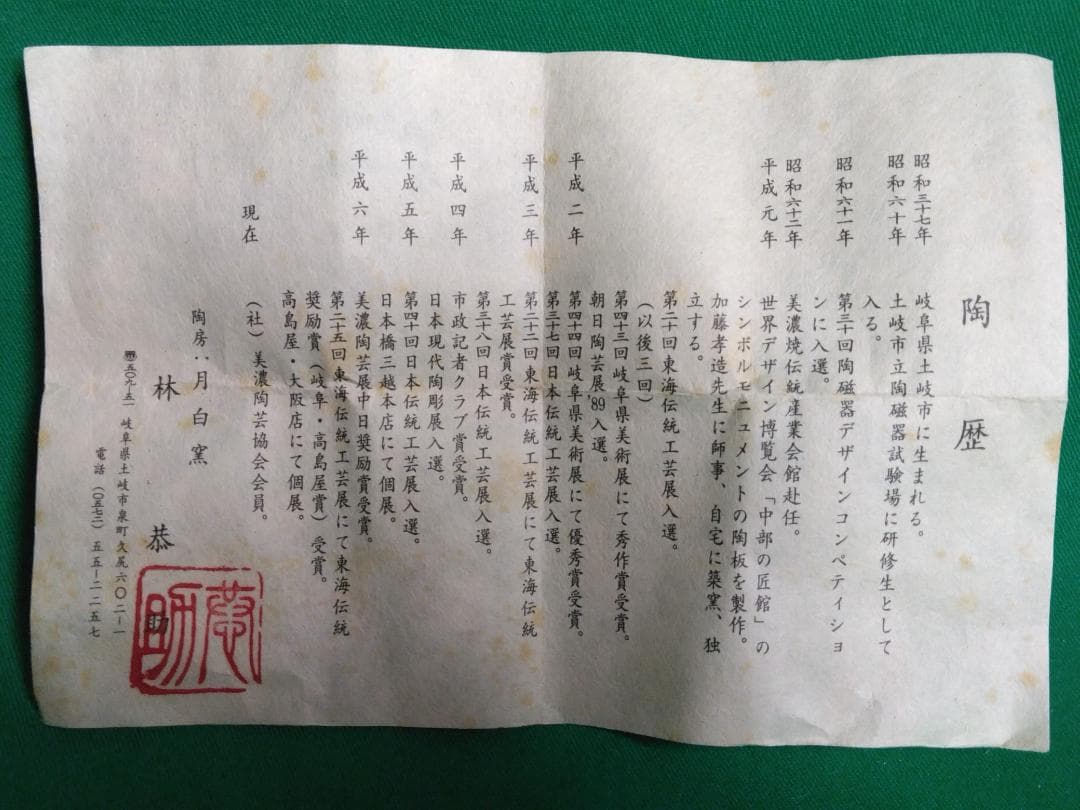 陶歴
昭和三十七年 岐阜県土岐市に生まれる。
昭和六十年 土岐市立陶磁器試験場に研修生として
入る。
昭和六十一年 第三十回陶磁器デザインコンペティショ
ンに入選。
昭和六十二年 美濃焼伝統産業会館赴任。
平成元年 世界デザイン博覧会「中部の匠館」の
シンボルモニュメントの陶板を製作。
加藤孝造先生に師事、自宅に築窯、独
立する。
第二十回東海伝統工芸展入選。
(以後三回)
第四十三回岐阜県美術展にて秀作賞受賞。
朝日陶芸展'89入選。
平成二年 第四十四回岐阜県美術展にて優秀賞受賞。
第三十七回日本伝統工芸展入選。
平成三年 第二十二回東海伝統工芸展にて東海伝統
工芸展賞受賞。
第三十八回日本伝統工芸展入選。
平成四年 市政記者クラブ賞受賞。
日本現代陶彫展入選。
平成五年 第四十回日本伝統工芸展入選。
日本橋三越本店にて個展。
平成六年 美濃陶芸展中日奨励賞受賞。
第二十五回東海伝統工芸展にて東海伝統
奨励賞(岐阜・高島屋賞)受賞。
高島屋・大阪店にて個展。
現在 (社)美濃陶芸協会会員。
陶房:月白窯
林恭助
恭助
〒五〇九-五一 岐阜県土岐市泉町久尻六〇二-一
電話(〇五七二)五五-二二五七